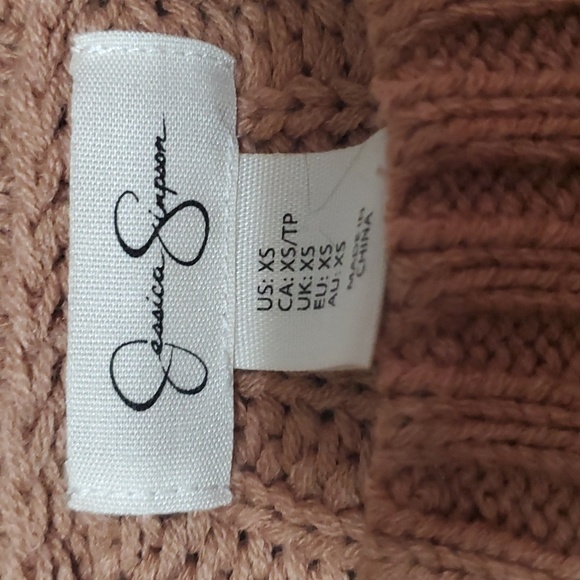 Jessica Simpson
US: XS
CA: XS/TP
UK: XS
EU: XS
AU: XS
MADE IN
CHINA